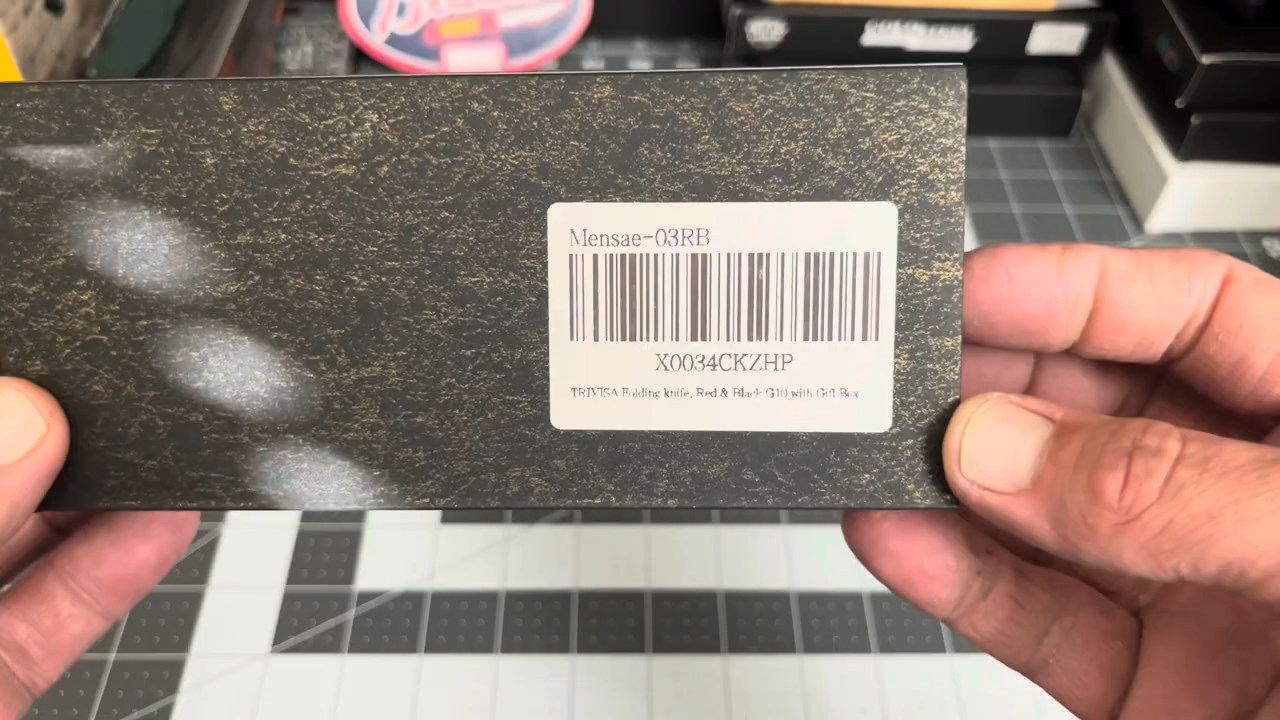 Mensae-03RB
X0034CKZHP
TRIVISA Folding knife, Red & Black G10 with Gift Box